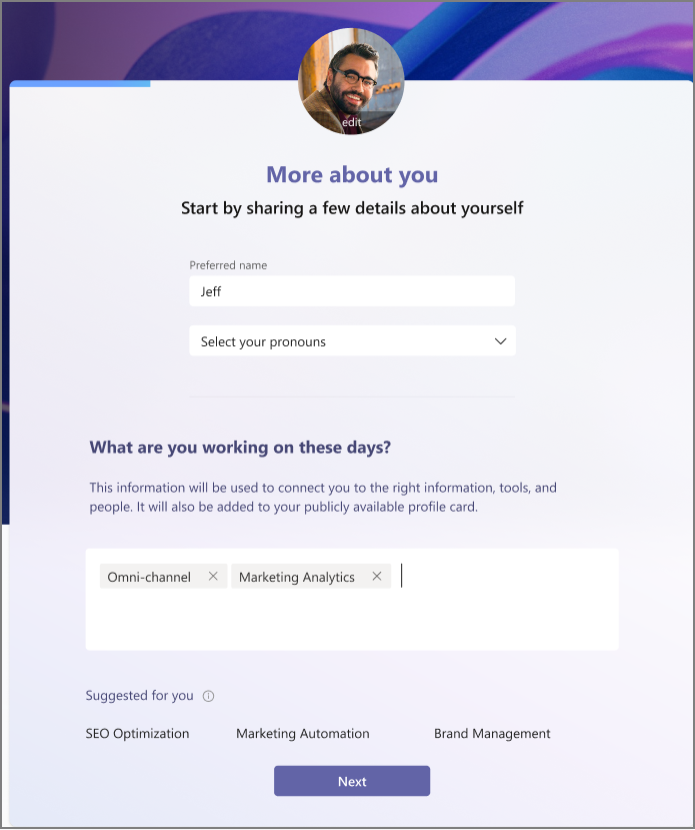 edit
More about you
Start by sharing a few details about yourself
Preferred name
Jeff
Select your pronouns
What are you working on these days?
This information will be used to connect you to the right information, tools, and
people. It will also be added to your publicly available profile card.
Omni-channel Marketing Analytics
Suggested for you
SEO Optimization Marketing Automation Brand Management
Next